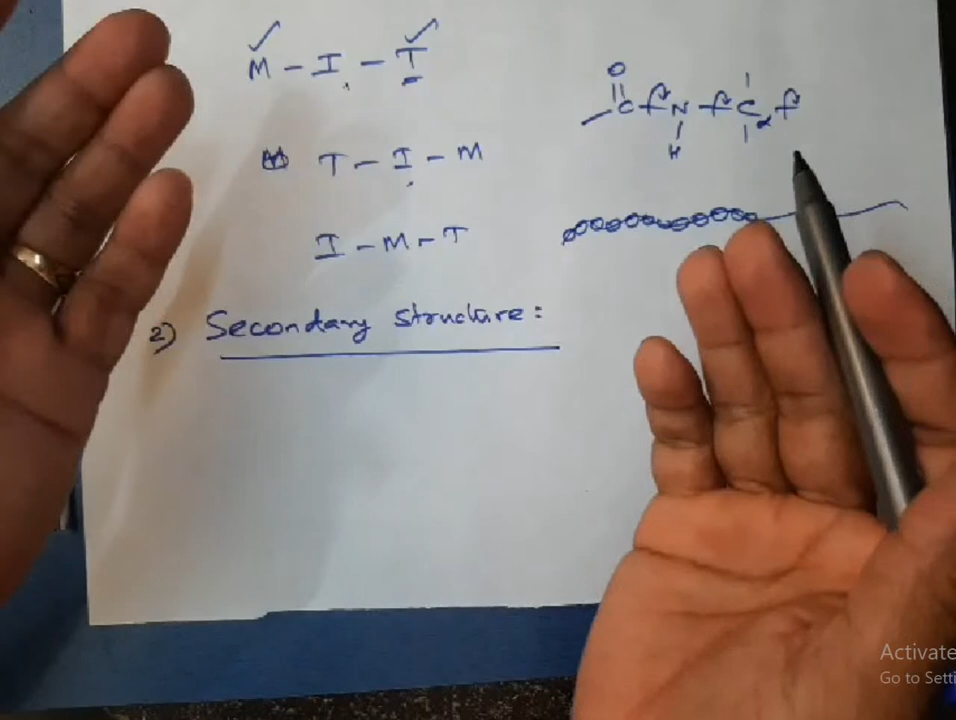 M - I - T
T - I - M
I - M - T
2) Secondary structure:
O
C N C
H
Activate
Go to Setti